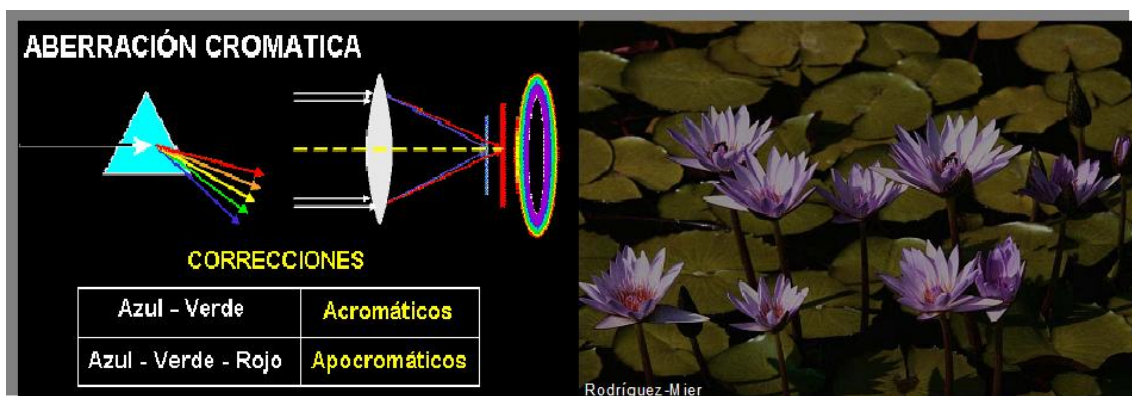 ABERRACIÓN CROMATICA
CORRECCIONES
Azul - Verde
Acromáticos
Azul - Verde - Rojo
Apocromáticos
Rodríguez-Mier